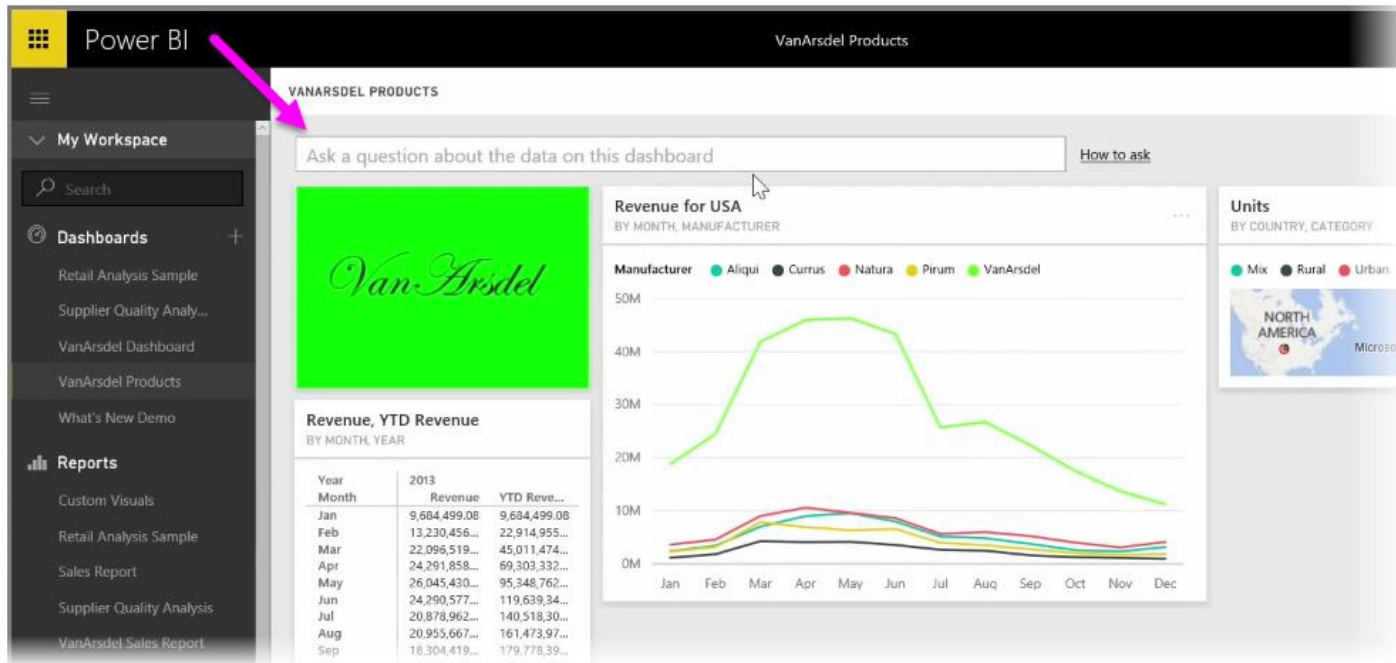 Power BI
VanArsdel Products
VANARSDEL PRODUCTS
My Workspace
Search
Dashboards
Retail Analysis Sample
Supplier Quality Analy...
VanArsdel Dashboard
VanArsdel Products
What's New Demo
Reports
Custom Visuals
Retail Analysis Sample
Sales Report
Supplier Quality Analysis
VanArsdel Sales Report
Ask a question about the data on this dashboard
How to ask
VanArsdel
Revenue, YTD Revenue
BY MONTH, YEAR
Year 2013
Month Revenue YTD Reve...
Jan 9,684,499.08 9,684,499.08
Feb 13,230,456... 22,914,955...
Mar 22,096,519... 45,011,474...
Apr 24,291,858... 69,303,332...
May 26,045,430... 95,348,762...
Jun 24,290,577... 119,639,34...
Jul 20,878,962... 140,518,30...
Aug 20,955,667... 161,473,97...
Sep 18,304,419... 179,778,39...
Revenue for USA
BY MONTH, MANUFACTURER
Manufacturer Aliqui Currus Natura Pirum VanArsdel
50M
40M
30M
20M
10M
0M
Jan Feb Mar Apr May Jun Jul Aug Sep Oct Nov Dec
Units
BY COUNTRY, CATEGORY
Mix Rural Urban
NORTH
AMERICA
Microso